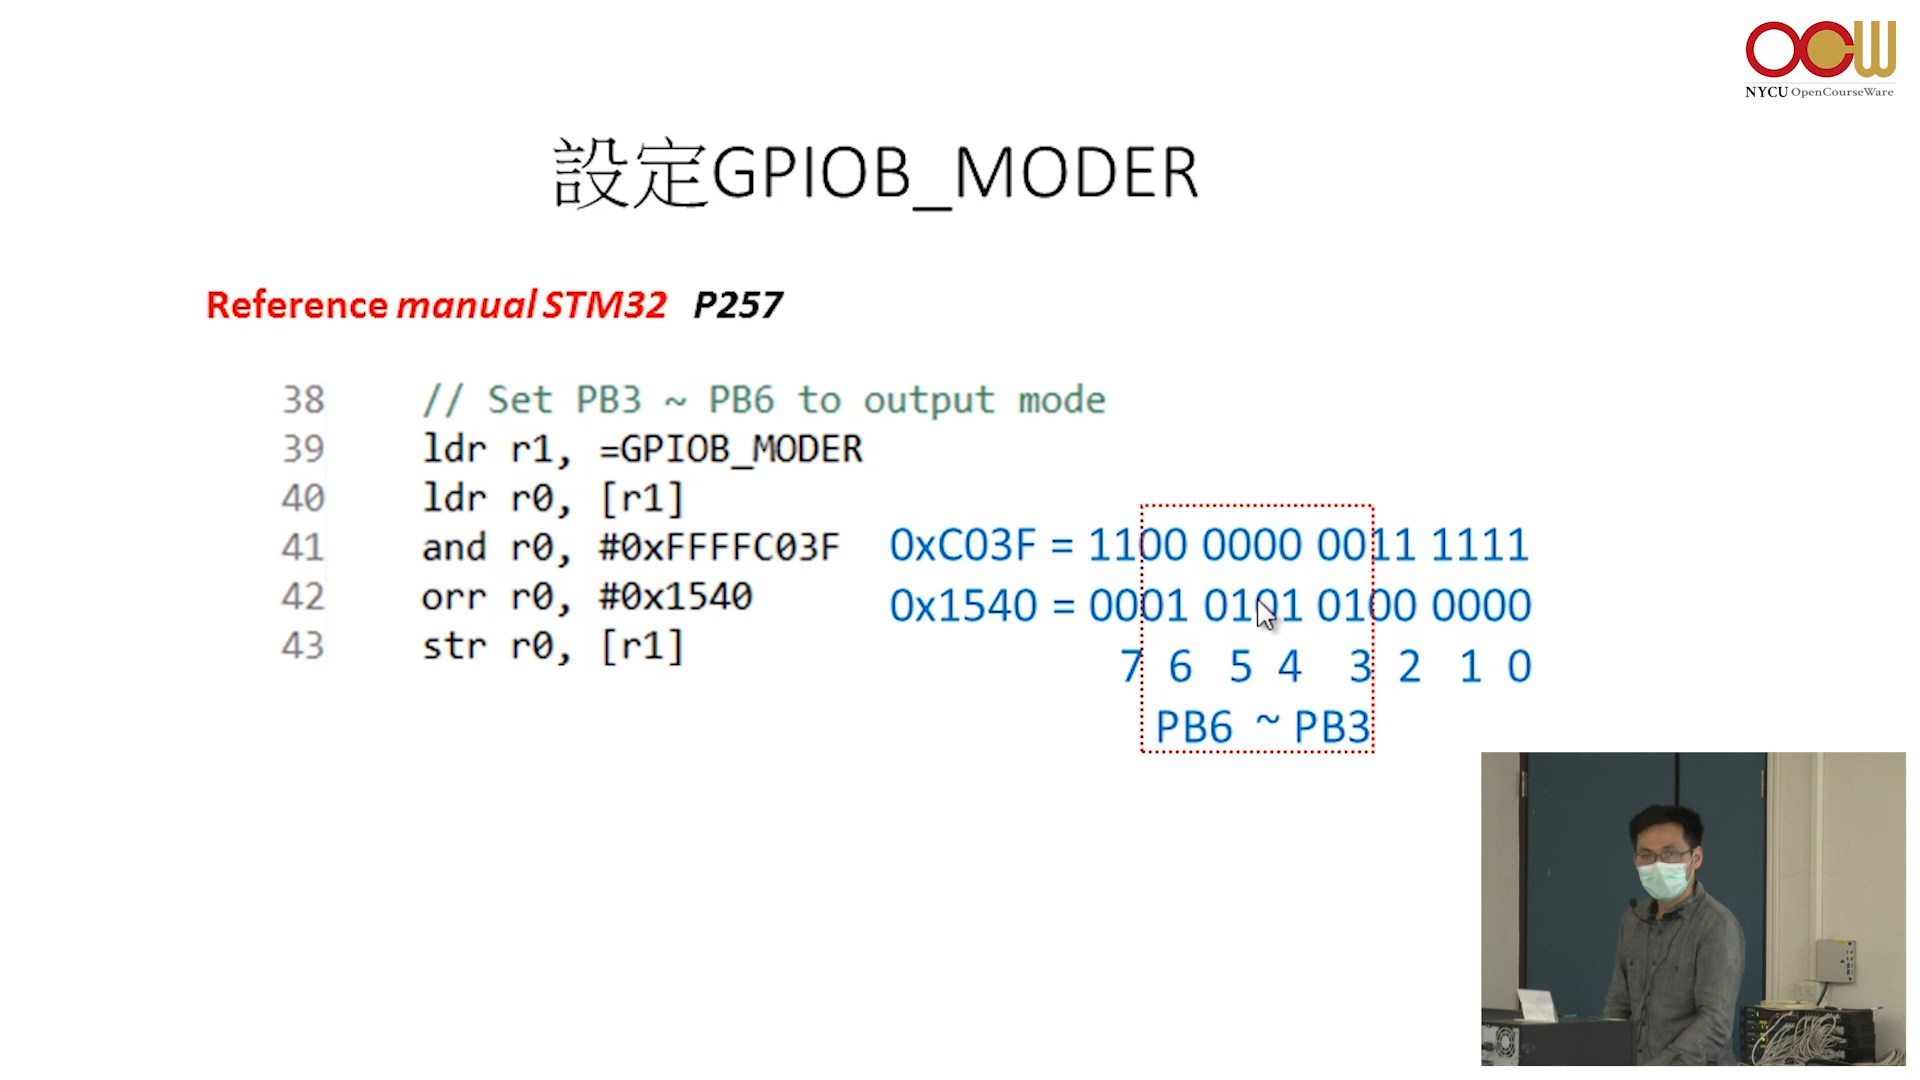 OCW
NYCU OpenCourseWare
設定GPIOB_MODER
Reference manual STM32 P257
38 // Set PB3 ~ PB6 to output mode
39 ldr r1, =GPIOB_MODER
40 ldr r0, [r1]
41 and r0, #0xFFFFC03F
42 orr r0, #0x1540
43 str r0, [r1]
0xC03F = 1100 0000 0011 1111
0x1540 = 0001 0101 0100 0000
7 6 5 4 3 2 1 0
PB6 ~ PB3